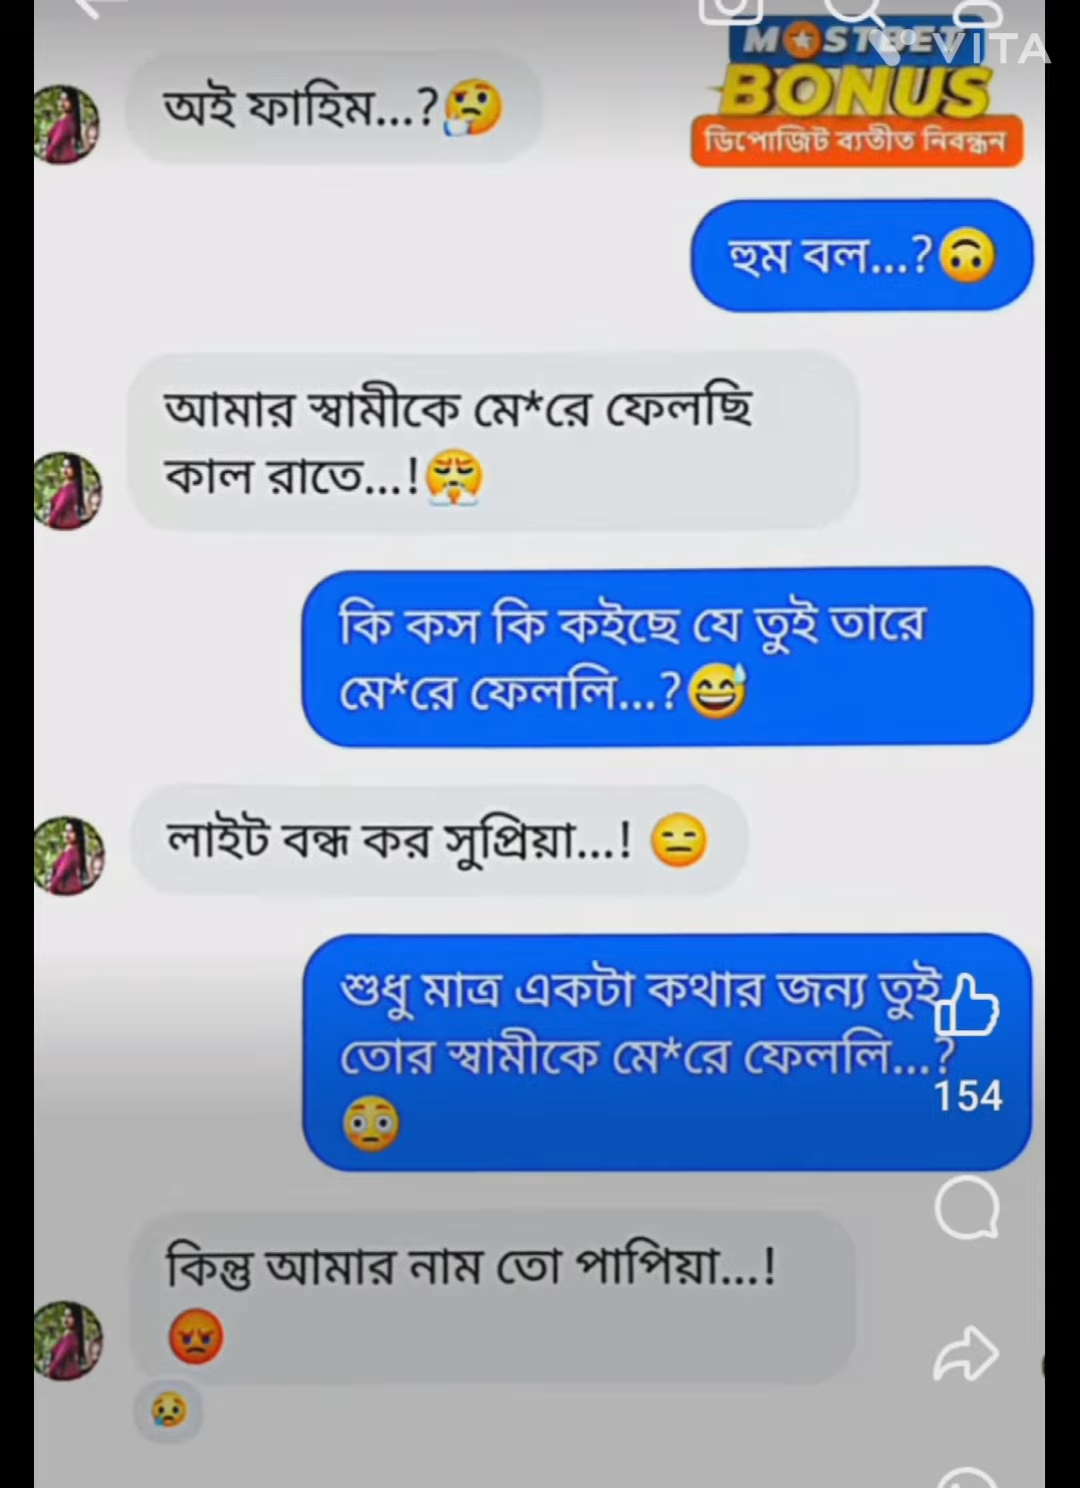 MOSTBET
VITA
BONUS
ডিপোজিট ব্যতীত নিবন্ধন
অই ফাহিম...?🤔
হুম বল...?🙃
আমার স্বামীকে মে*রে ফেলছি
কাল রাতে...!😤
কি কস কি কইছে যে তুই তারে
মে*রে ফেললি...?😅
লাইট বন্ধ কর সুপ্রিয়া...! 😑
শুধু মাত্র একটা কথার জন্য তুই
তোর স্বামীকে মে*রে ফেললি...?
😳
154
কিন্তু আমার নাম তো পাপিয়া...!
😡
😢